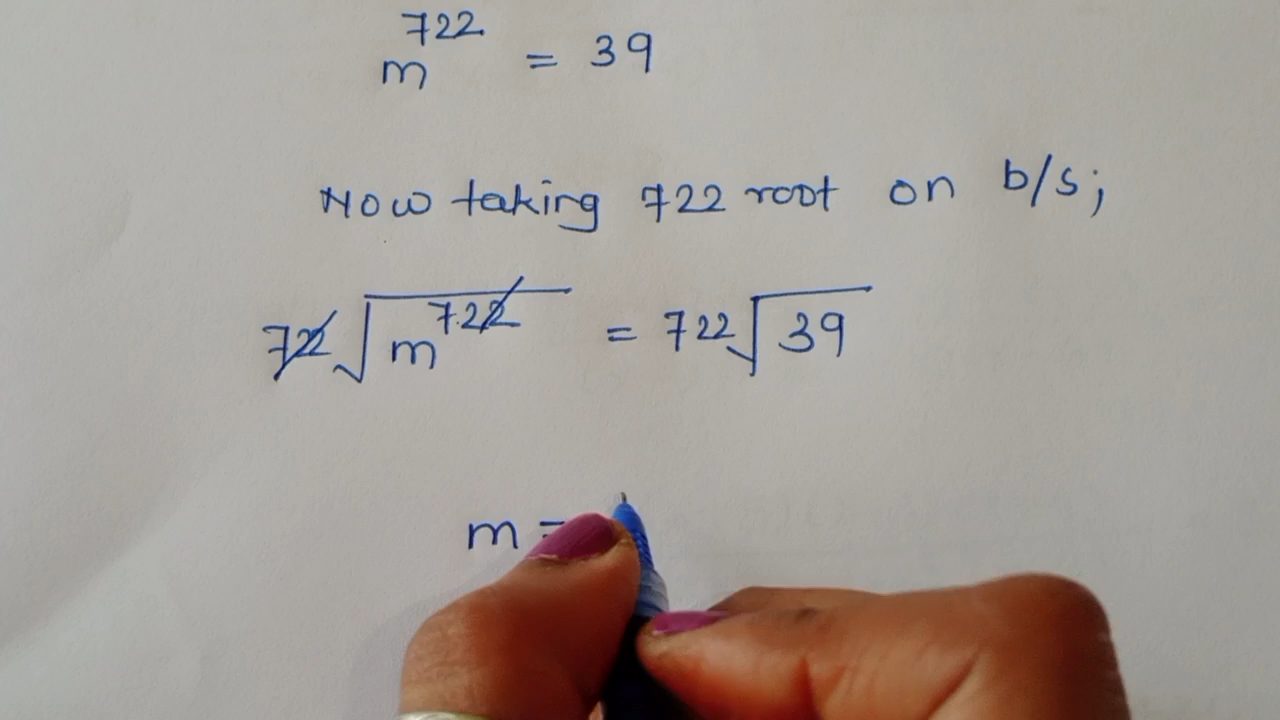 m^722 = 39
Now taking 722 root on b/s;
722√m^722 = 722√39
m =